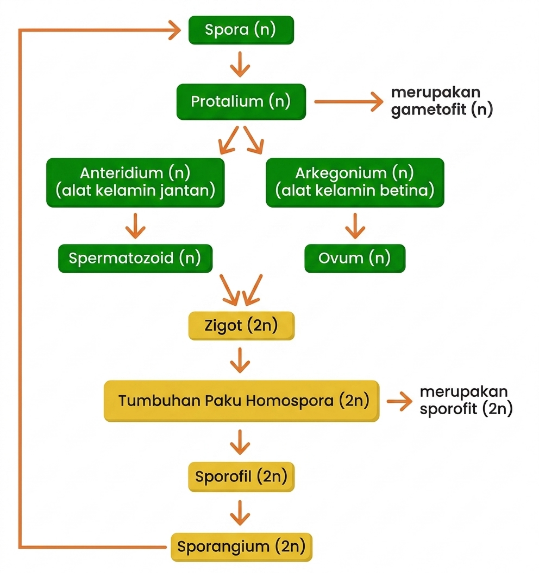 Spora (n)
Protalium (n)
merupakan
gametofit (n)
Anteridium (n)
(alat kelamin jantan)
Arkegonium (n)
(alat kelamin betina)
Spermatozoid (n)
Ovum (n)
Zigot (2n)
Tumbuhan Paku Homospora (2n)
merupakan
sporofit (2n)
Sporofil (2n)
Sporangium (2n)